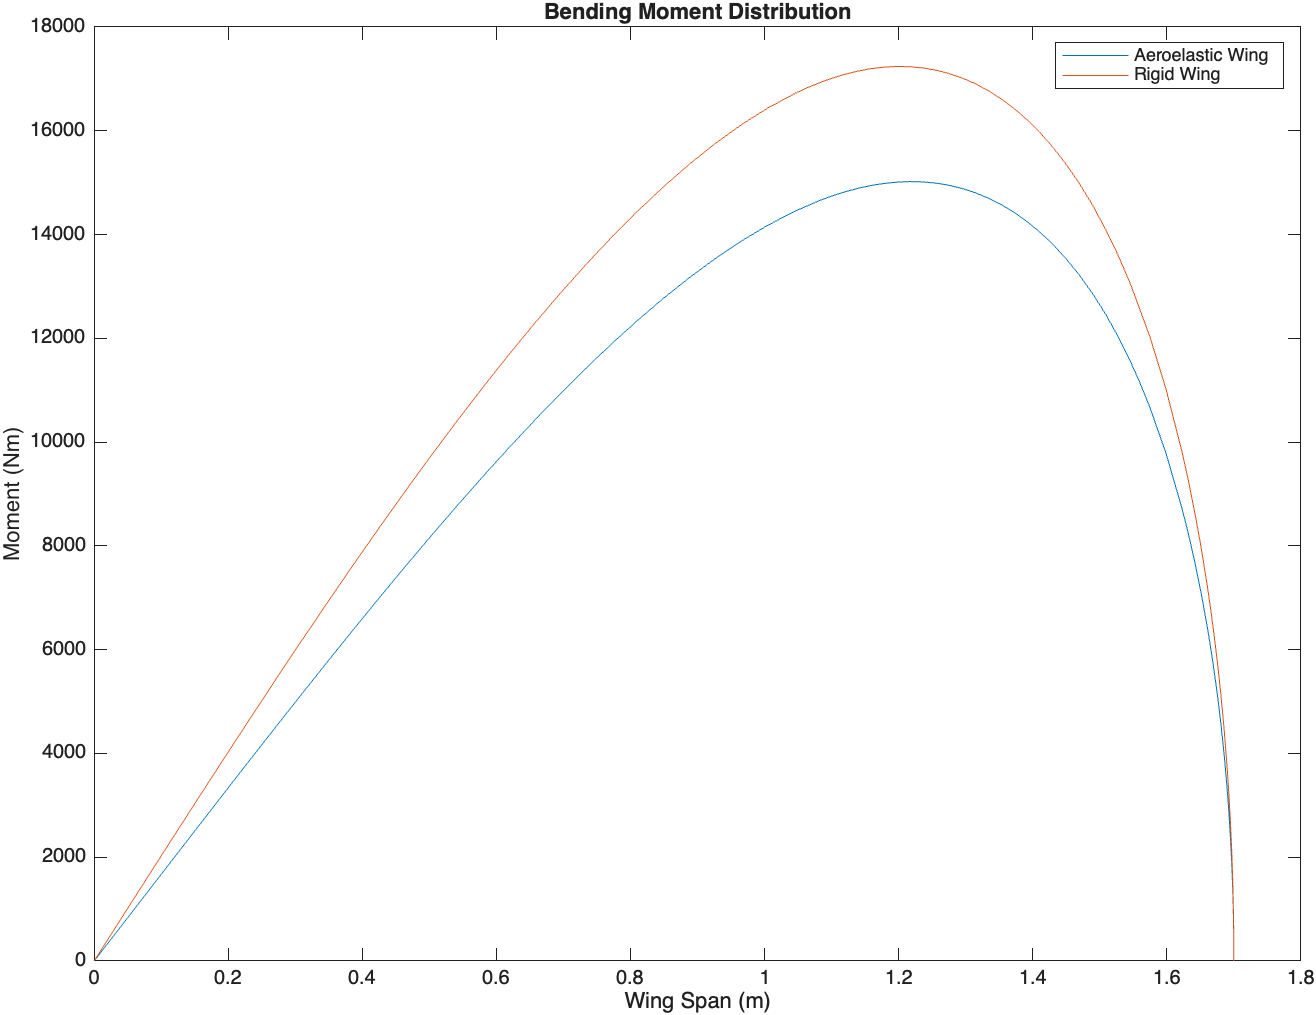 Bending Moment Distribution
18000
16000
14000
12000
10000
8000
6000
4000
2000
0
Moment (Nm)
Aeroelastic Wing
Rigid Wing
0 0.2 0.4 0.6 0.8 1 1.2 1.4 1.6 1.8
Wing Span (m)